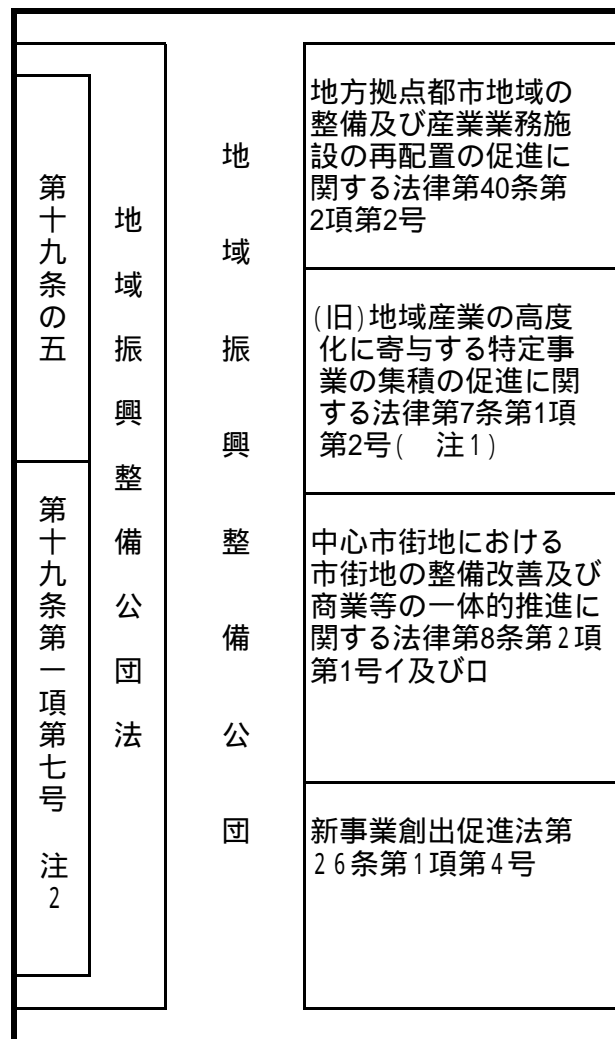 第十九条の五
第十九条第一項第七号 注2
地域振興整備公団法
地域振興整備公団
地方拠点都市地域の
整備及び産業業務施
設の再配置の促進に
関する法律第40条第
2項第2号
(旧)地域産業の高度
化に寄与する特定事
業の集積の促進に関
する法律第7条第1項
第2号( 注1)
中心市街地における
市街地の整備改善及び
商業等の一体的推進に
関する法律第8条第2項
第1号イ及びロ
新事業創出促進法第
26条第1項第4号